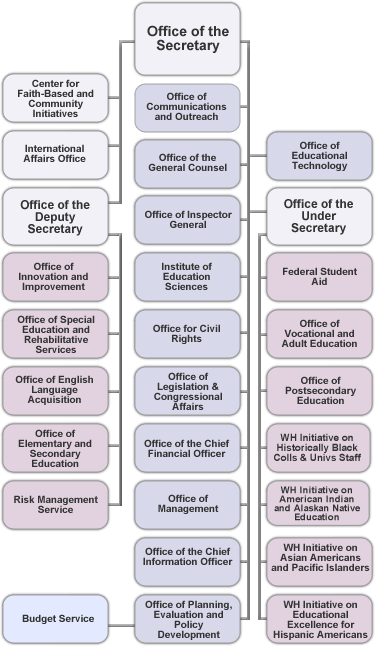 Office of the
Secretary
Center for
Faith-Based and
Community
Initiatives
International
Affairs Office
Office of the
Deputy
Secretary
Office of
Innovation and
Improvement
Office of Special
Education and
Rehabilitative
Services
Office of English
Language
Acquisition
Office of
Elementary and
Secondary
Education
Risk Management
Service
Budget Service
Office of
Communications
and Outreach
Office of the
General Counsel
Office of Inspector
General
Institute of
Education
Sciences
Office for Civil
Rights
Office of
Legislation &
Congressional
Affairs
Office of the Chief
Financial Officer
Office of
Management
Office of the Chief
Information Officer
Office of Planning,
Evaluation and
Policy
Development
Office of
Educational
Technology
Office of
the Under
Secretary
Federal Student
Aid
Office of
Vocational and
Adult Education
Office of
Postsecondary
Education
WH Initiative on
Historically Black
Colls & Univs Staff
WH Initiative on
American Indian
and Alaskan Native
Education
WH Initiative on
Asian Americans
and Pacific Islanders
WH Initiative on
Educational
Excellence for
Hispanic Americans